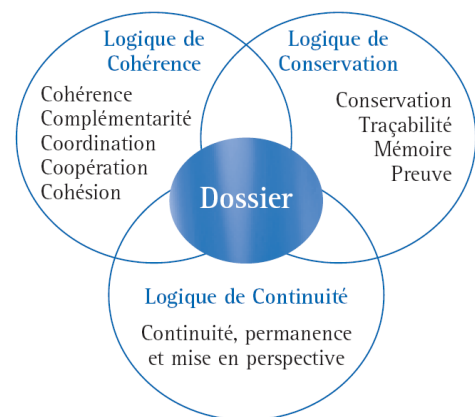 Logique de
Cohérence
Cohérence
Complémentarité
Coordination
Coopération
Cohésion
Logique de
Conservation
Conservation
Traçabilité
Mémoire
Preuve
Dossier
Logique de Continuité
Continuité, permanence
et mise en perspective